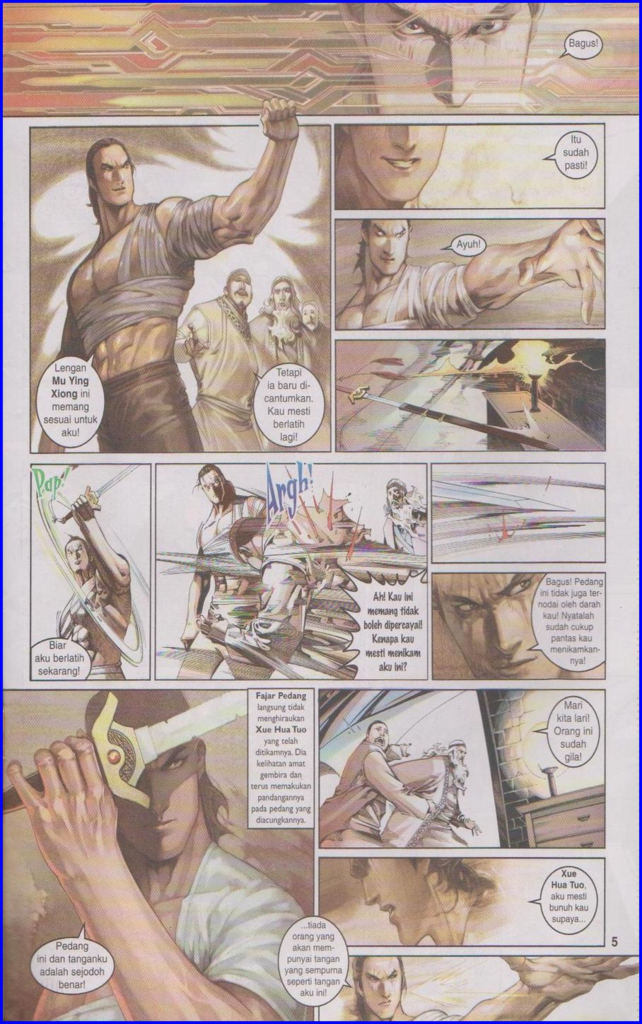 Bagus!
Itu
sudah
pasti!
Ayuh!
Lengan
Mu Ying
Xiong ini
memang
sesuai untuk
aku!
Tetapi
ia baru di-
cantumkan.
Kau mesti
berlatih
lagi!
Pap!
Biar
aku berlatih
sekarang!
Argh!
Ah! Kau ini
memang tidak
boleh dipercayai!
Kenapa kau
mesti menikam
aku ini?
Bagus! Pedang
ini tidak juga ter-
nodai oleh darah
kau! Nyatalah
sudah cukup
pantas kau
menikamkan-
nya!
Fajar Pedang
langsung tidak
menghiraukan
Xue Hua Tuo
yang telah
ditikamnya. Dia
kelihatan amat
gembira dan
terus memakukan
pandangannya
pada pedang yang
diacungkannya.
Pedang
ini dan tanganku
adalah sejodoh
benar!
Mari
kita lari!
Orang ini
sudah
gila!
Xue
Hua Tuo,
aku mesti
bunuh kau
supaya...
...tiada
orang yang
akan mem-
punyai tangan
yang sempurna
seperti tangan
aku ini!
5